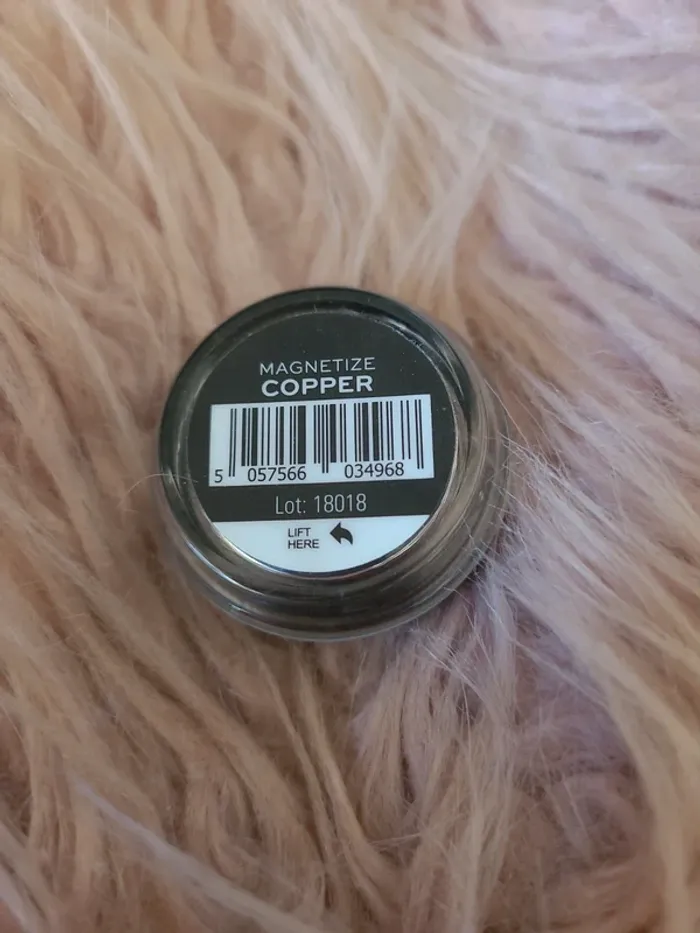 MAGNETIZE
COPPER
5 057566 034968
Lot: 18018
LIFT
HERE